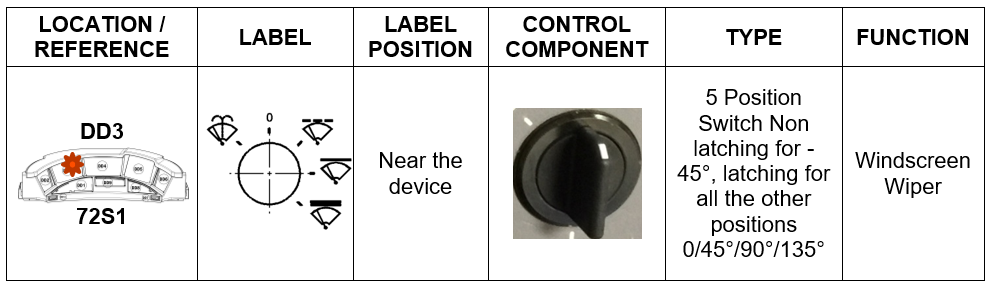 LOCATION /
REFERENCE
LABEL
LABEL
POSITION
CONTROL
COMPONENT
TYPE
FUNCTION
DD3
72S1
0
Near the
device
5 Position
Switch Non
latching for -
45°, latching for
all the other
positions
0/45°/90°/135°
Windscreen
Wiper